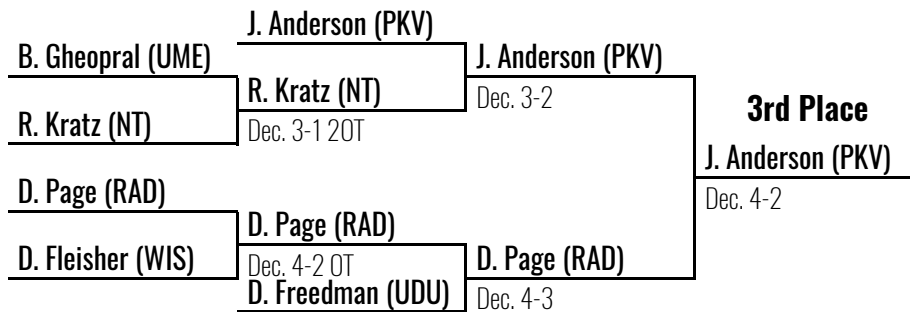 J. Anderson (PKV)
B. Gheopral (UME)
J. Anderson (PKV)
R. Kratz (NT)
Dec. 3-2
3rd Place
R. Kratz (NT)
Dec. 3-1 2OT
J. Anderson (PKV)
D. Page (RAD)
Dec. 4-2
D. Page (RAD)
D. Fleisher (WIS)
Dec. 4-2 OT
D. Page (RAD)
D. Freedman (UDU)
Dec. 4-3